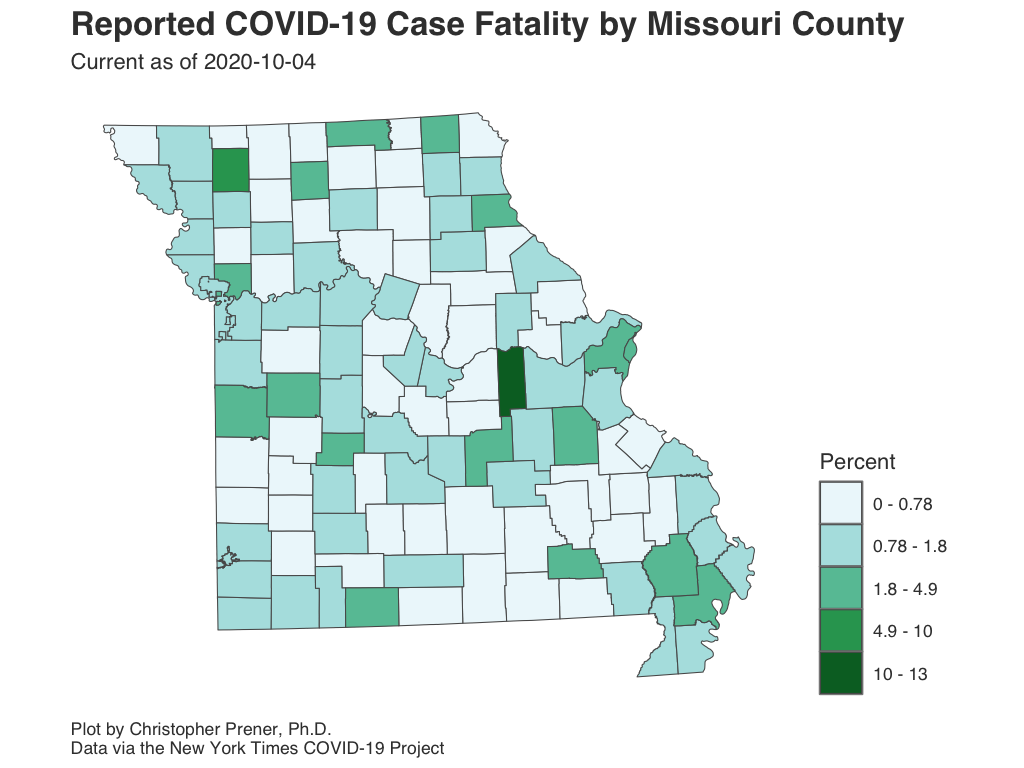 Reported COVID-19 Case Fatality by Missouri County
Current as of 2020-10-04
Percent
0 - 0.78
0.78 - 1.8
1.8 - 4.9
4.9 - 10
10 - 13
Plot by Christopher Prener, Ph.D.
Data via the New York Times COVID-19 Project